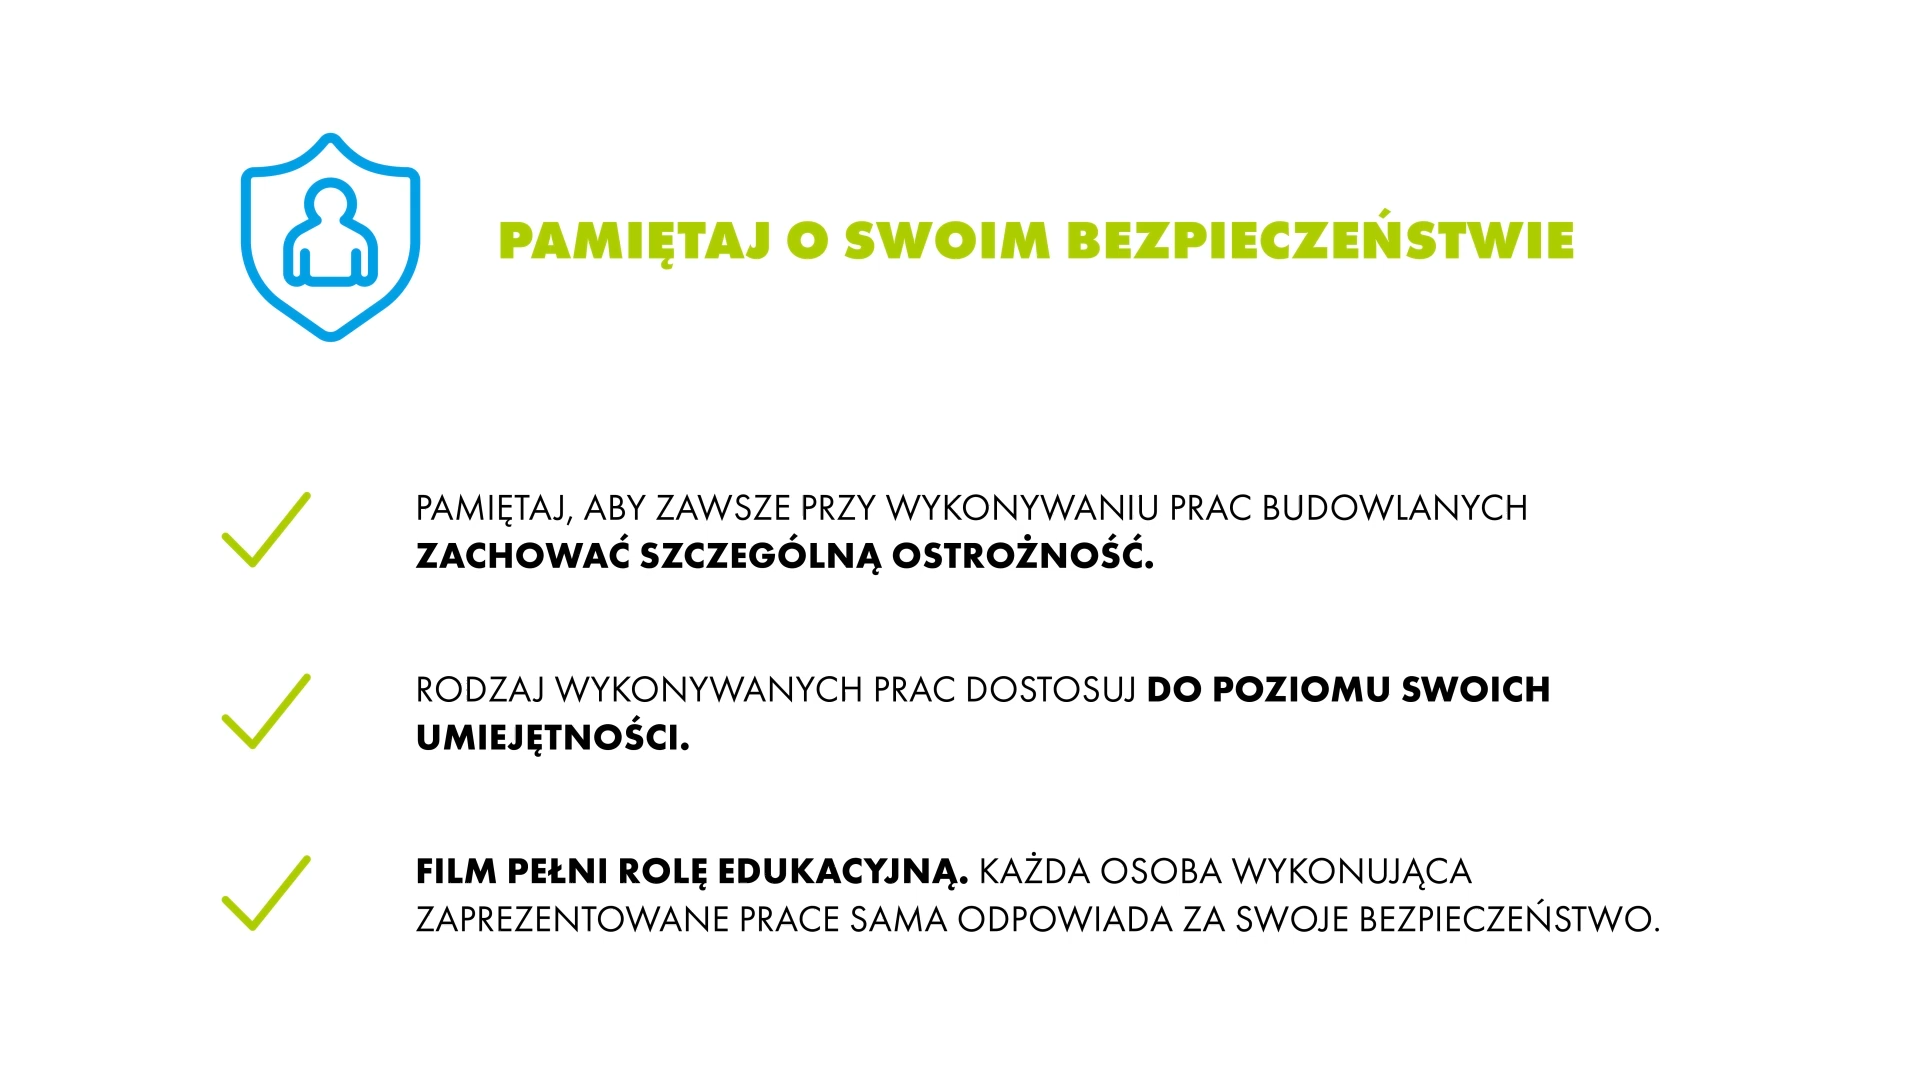 PAMIĘTAJ O SWOIM BEZPIECZEŃSTWIE
PAMIĘTAJ, ABY ZAWSZE PRZY WYKONYWANIU PRAC BUDOWLANYCH
ZACHOWAĆ SZCZEGÓLNĄ OSTROŻNOŚĆ.
RODZAJ WYKONYWANYCH PRAC DOSTOSUJ DO POZIOMU SWOICH
UMIEJĘTNOŚCI.
FILM PEŁNI ROLĘ EDUKACYJNĄ. KAŻDA OSOBA WYKONUJĄCA
ZAPREZENTOWANE PRACE SAMA ODPOWIADA ZA SWOJE BEZPIECZEŃSTWO.